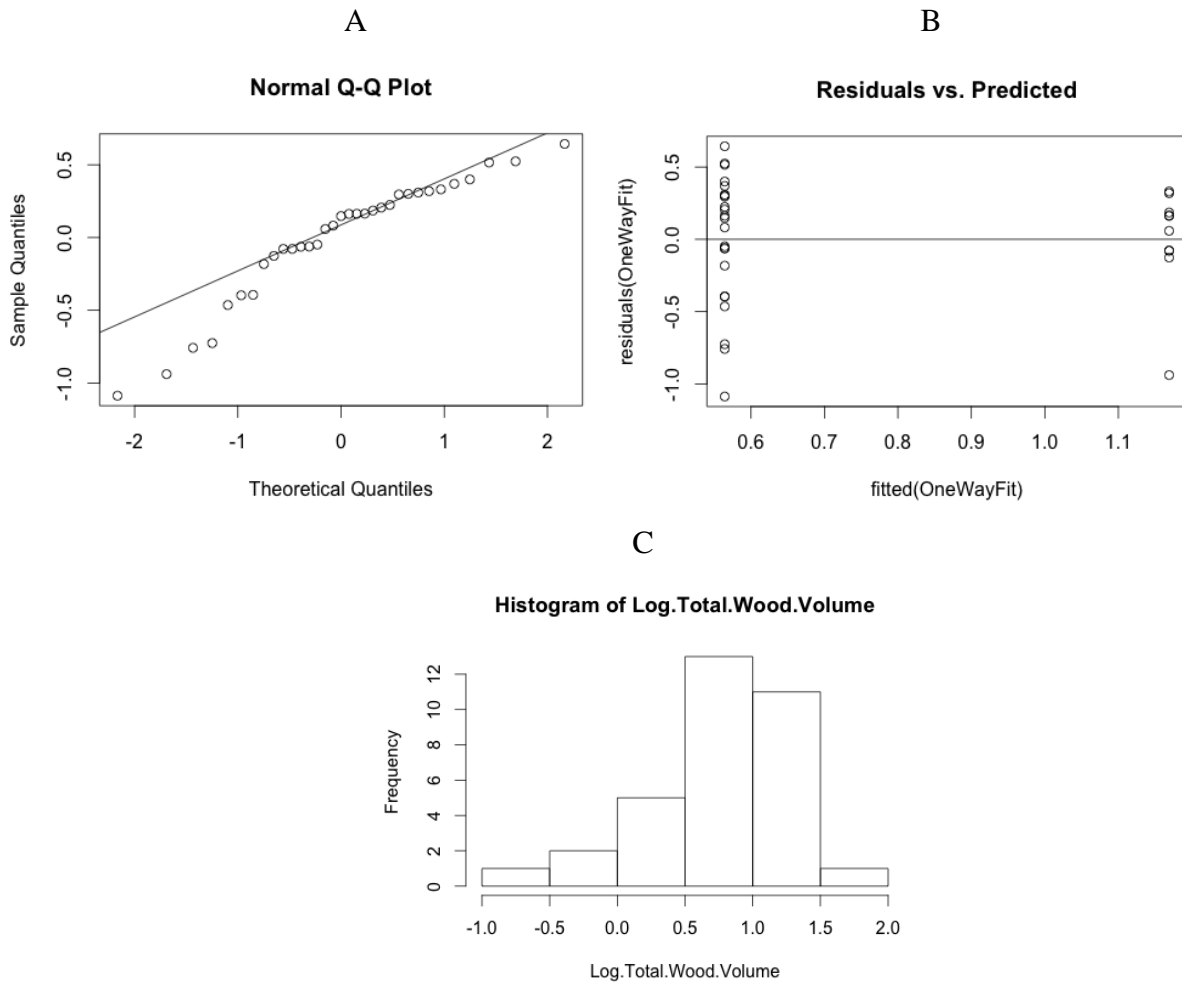 A
B
Normal Q-Q Plot
Sample Quantiles
0.5
0.0
-0.5
-1.0
-2
-1
0
1
2
Theoretical Quantiles
Residuals vs. Predicted
residuals(OneWayFit)
0.5
0.0
-0.5
-1.0
0.6
0.7
0.8
0.9
1.0
1.1
fitted(OneWayFit)
C
Histogram of Log.Total.Wood.Volume
Frequency
12
10
8
6
4
2
0
-1.0
-0.5
0.0
0.5
1.0
1.5
2.0
Log.Total.Wood.Volume